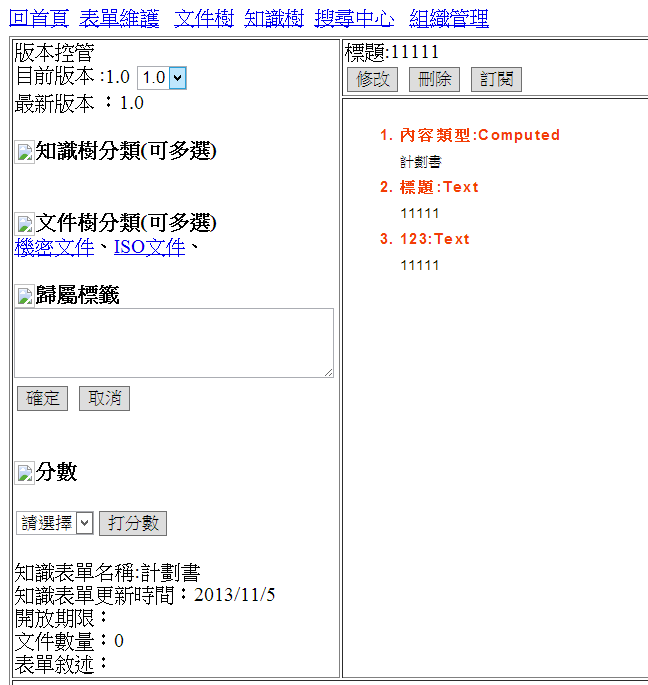 回首頁 表單維護 文件樹 知識樹 搜尋中心 組織管理
版本控管
目前版本 :1.0 1.0
最新版本 ：1.0
知識樹分類(可多選)
文件樹分類(可多選)
機密文件、ISO文件、
歸屬標籤
確定 取消
分數
請選擇 打分數
知識表單名稱:計劃書
知識表單更新時間：2013/11/5
開放期限：
文件數量：0
表單敘述：
標題:11111
修改 刪除 訂閱
1. 內容類型:Computed
計劃書
2. 標題:Text
11111
3. 123:Text
11111